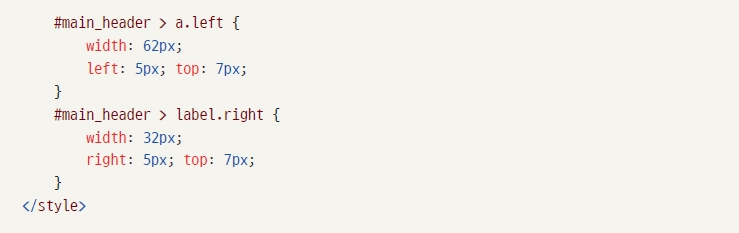 #main_header > a.left {
width: 62px;
left: 5px; top: 7px;
}
#main_header > label.right {
width: 32px;
right: 5px; top: 7px;
}
</style>